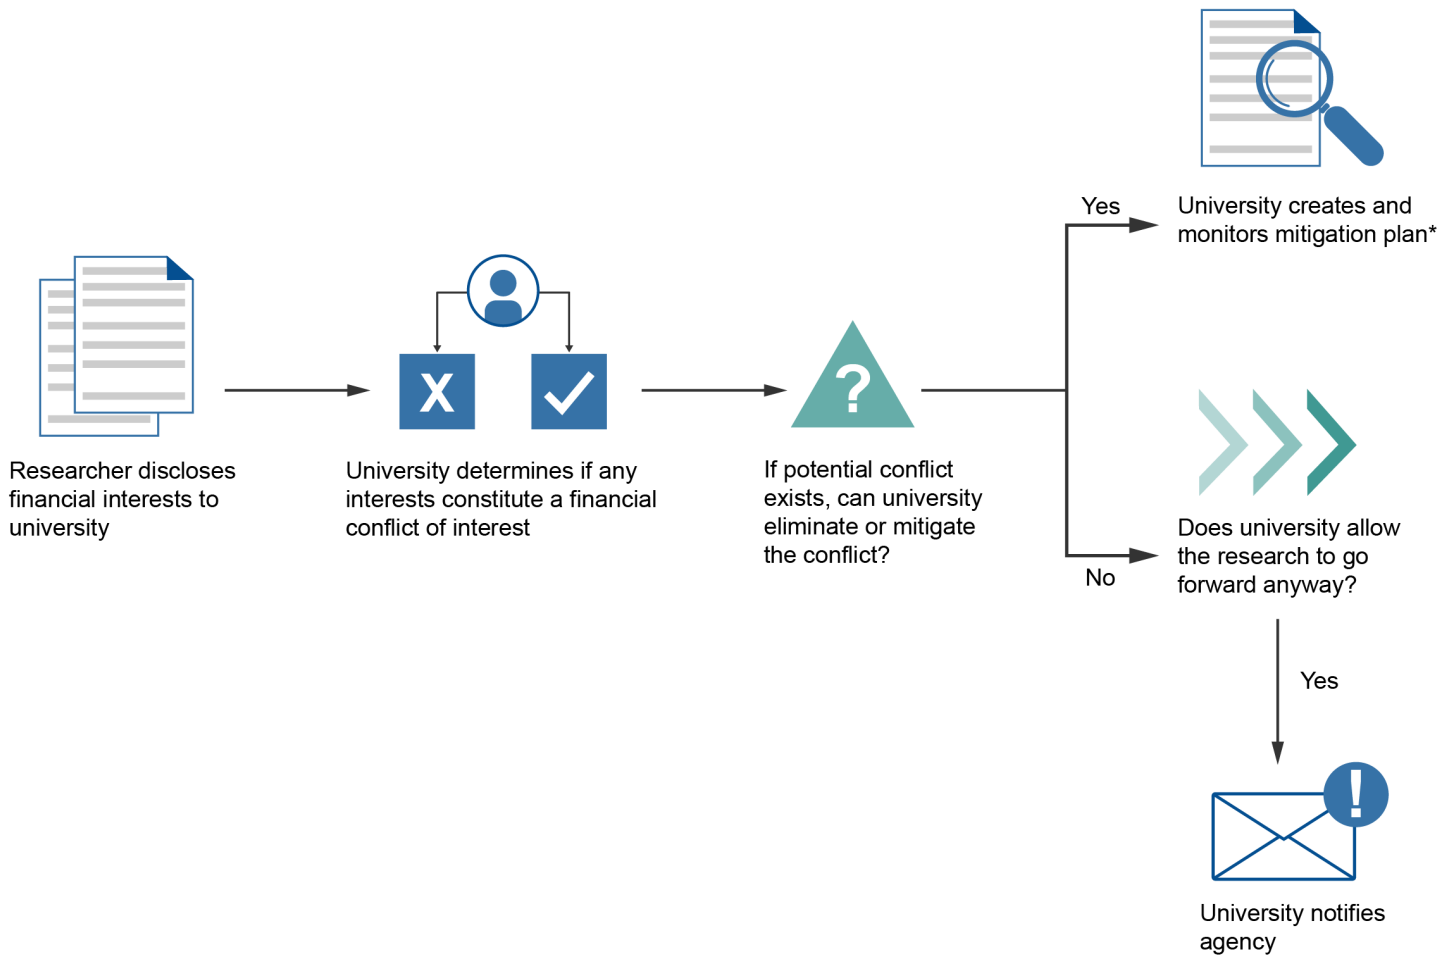 Researcher discloses
financial interests to
university
X
University determines if any
interests constitute a financial
conflict of interest
?
If potential conflict
exists, can university
eliminate or mitigate
the conflict?
Yes
University creates and
monitors mitigation plan*
No
Does university allow
the research to go
forward anyway?
Yes
!
University notifies
agency